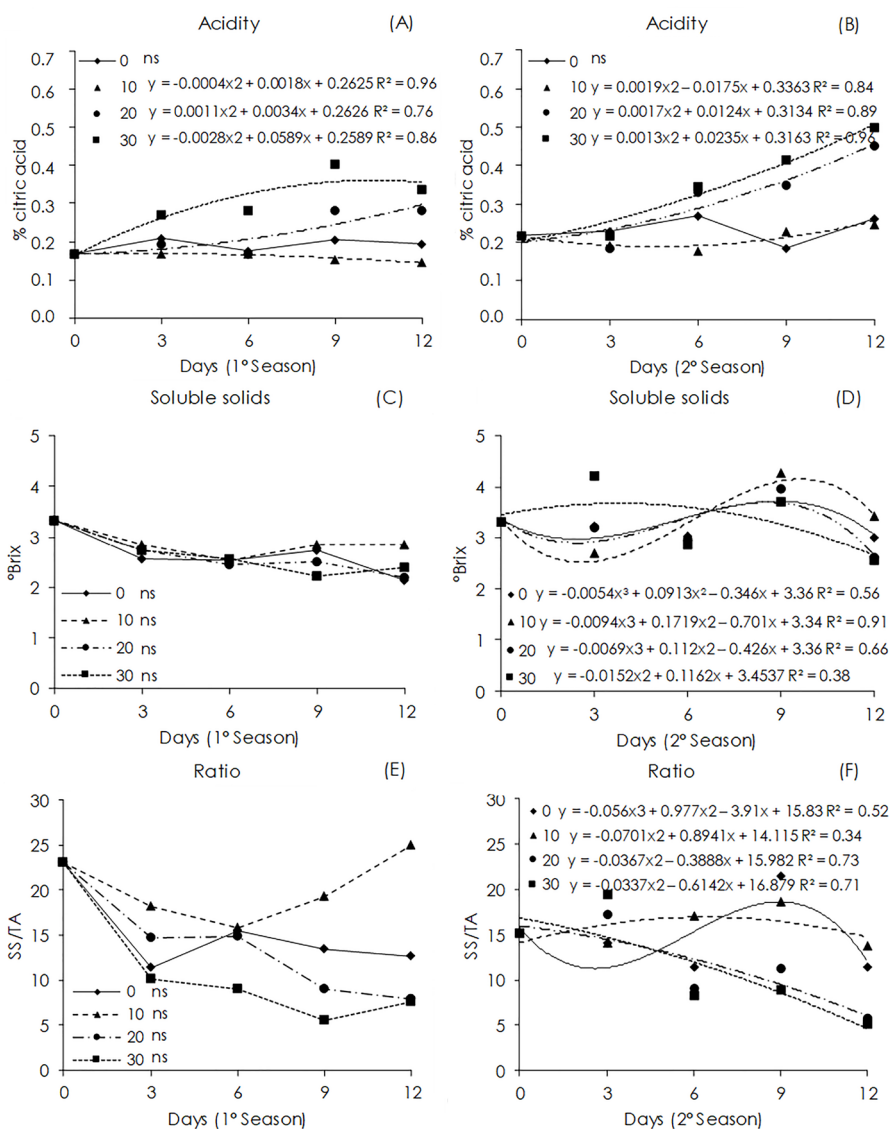 Acidity (A)
0.7
0.6
0.5
0.4
0.3
0.2
0.1
0.0
% citric acid
0 ns
10 y = -0.0004x2 + 0.0018x + 0.2625 R² = 0.96
20 y = 0.0011x2 + 0.0034x + 0.2626 R² = 0.76
30 y = -0.0028x2 + 0.0589x + 0.2589 R² = 0.86
0 3 6 9 12
Days (1° Season)
Acidity (B)
0.7
0.6
0.5
0.4
0.3
0.2
0.1
0.0
% citric acid
0 ns
10 y = 0.0019x2 – 0.0175x + 0.3363 R² = 0.84
20 y = 0.0017x2 + 0.0124x + 0.3134 R² = 0.89
30 y = 0.0013x2 + 0.0235x + 0.3163 R² = 0.96
0 3 6 9 12
Days (2° Season)
Soluble solids (C)
5
4
3
2
1
0
°Brix
0 ns
10 ns
20 ns
30 ns
0 3 6 9 12
Days (1° Season)
Soluble solids (D)
5
4
3
2
1
0
°Brix
0 y = -0.0054x³ + 0.0913x² – 0.346x + 3.36 R² = 0.56
10 y = -0.0094x3 + 0.1719x2 – 0.701x + 3.34 R² = 0.91
20 y = -0.0069x3 + 0.112x2 – 0.426x + 3.36 R² = 0.66
30 y = -0.0152x2 + 0.1162x + 3.4537 R² = 0.38
0 3 6 9 12
Days (2° Season)
Ratio (E)
30
25
20
15
10
5
0
SS/TA
0 ns
10 ns
20 ns
30 ns
0 3 6 9 12
Days (1° Season)
Ratio (F)
30
25
20
15
10
5
0
SS/TA
0 y = -0.056x3 + 0.977x2 – 3.91x + 15.83 R² = 0.52
10 y = -0.0701x2 + 0.8941x + 14.115 R² = 0.34
20 y = -0.0367x2 – 0.3888x + 15.982 R² = 0.73
30 y = -0.0337x2 – 0.6142x + 16.879 R² = 0.71
0 3 6 9 12
Days (2° Season)